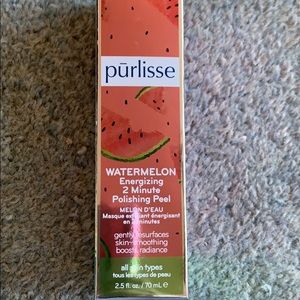 pūrlisse
WATERMELON
Energizing
2 Minute
Polishing Peel
MELON D'EAU
Masque exfoliant énergisant
en 2 minutes
gently resurfaces
skin-smoothing
boosts radiance
all skin types
tous les types de peau
2.5 fl. oz. / 70 mL e